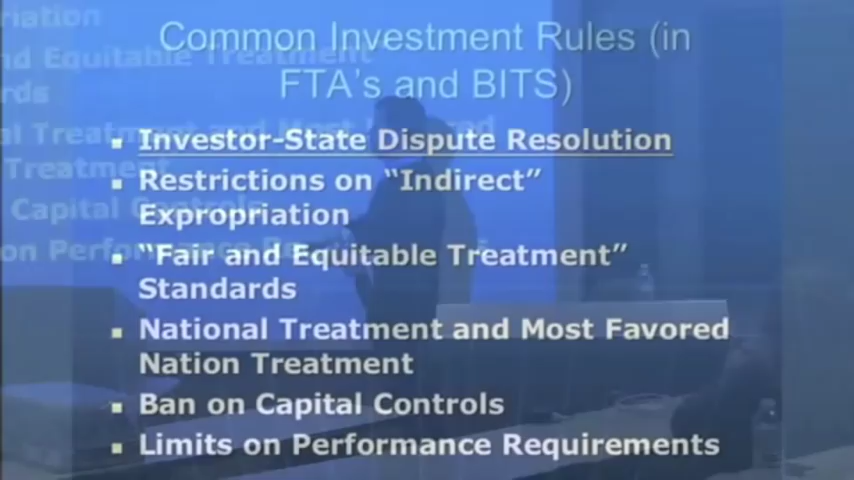 Common Investment Rules (in
FTA's and BITS)
▪ Investor-State Dispute Resolution
▪ Restrictions on “Indirect”
Expropriation
▪ “Fair and Equitable Treatment”
Standards
▪ National Treatment and Most Favored
Nation Treatment
▪ Ban on Capital Controls
▪ Limits on Performance Requirements